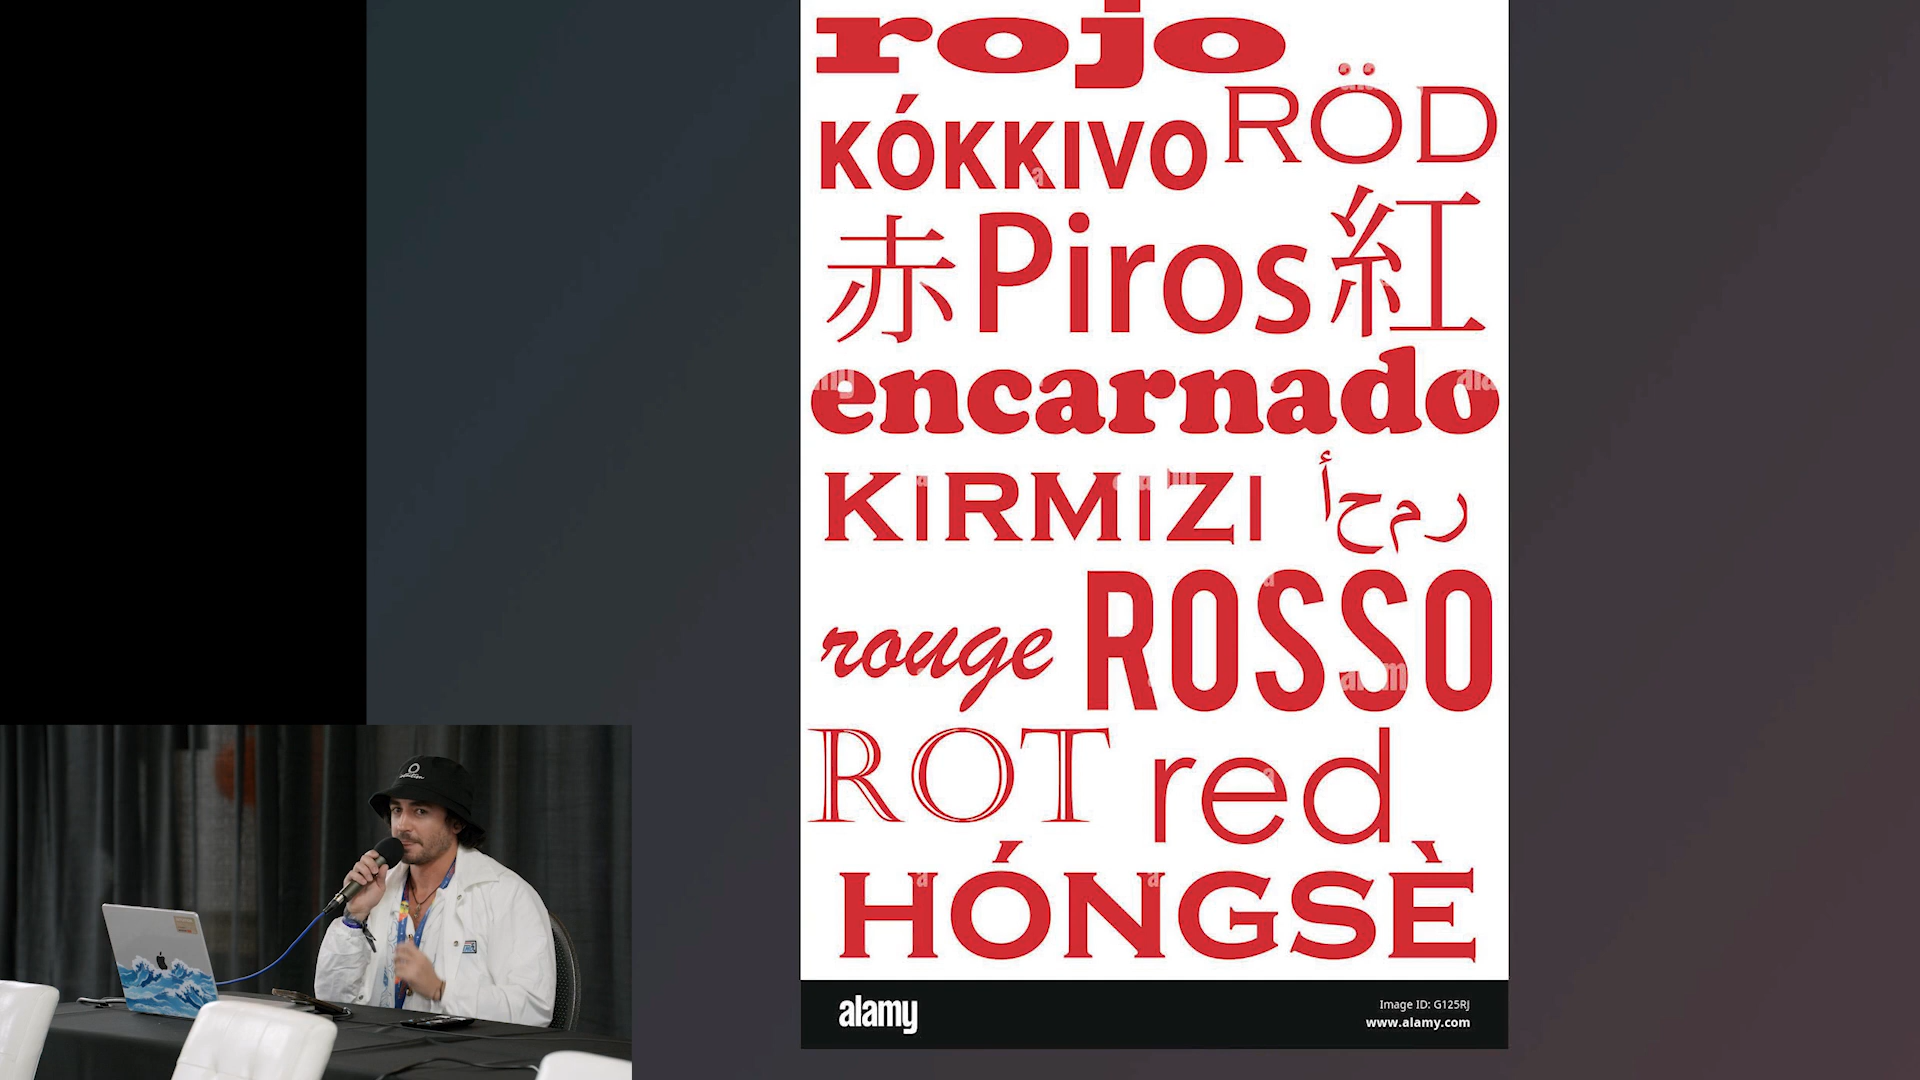 rojo
KÓKKIVO RÖD
赤 Piros 紅
encarnado
KIRMIZI رمحأ
rouge ROSSO
ROT red
HÓNGSÈ
alamy
Image ID: G125RJ
www.alamy.com